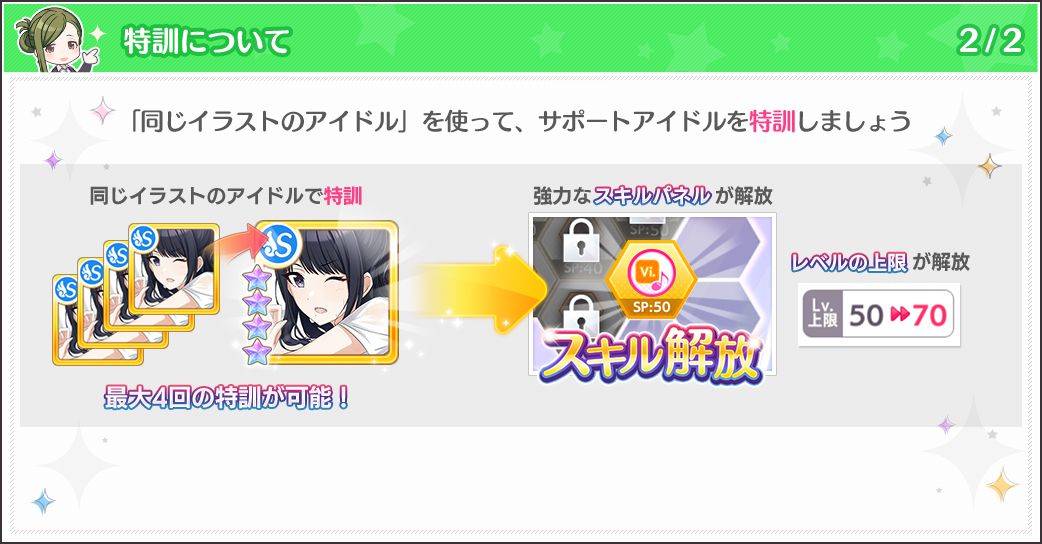 特訓について
2/2
「同じイラストのアイドル」を使って、サポートアイドルを特訓しましょう
同じイラストのアイドルで特訓
S
S
S
S
S
最大4回の特訓が可能！
強力なスキルパネルが解放
SP:50
SP:40
Vi.
SP:50
スキル解放
レベルの上限が解放
Lv.上限 50 70